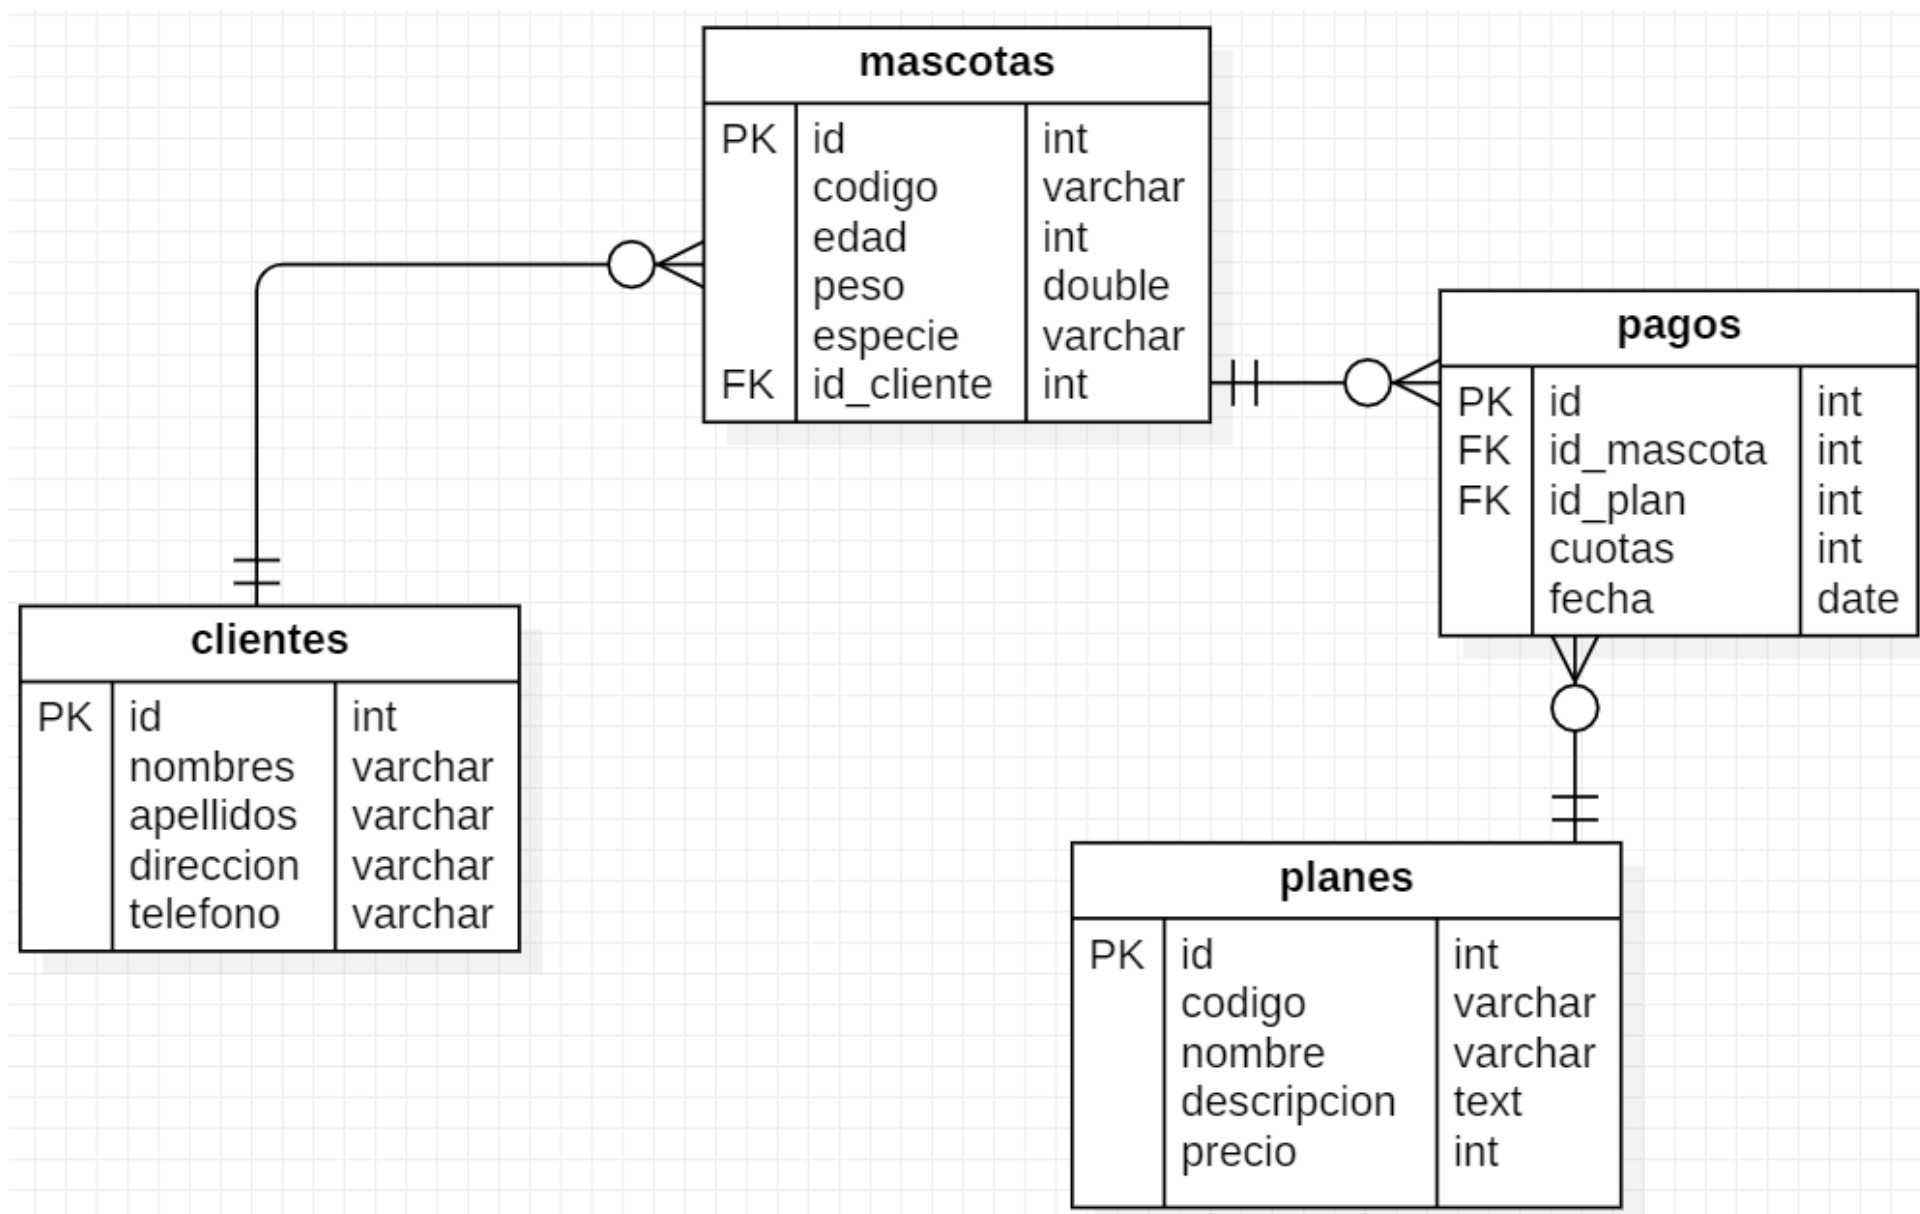 mascotas
PK id int
codigo varchar
edad int
peso double
especie varchar
FK id_cliente int
pagos
PK id int
FK id_mascota int
FK id_plan int
cuotas int
fecha date
clientes
PK id int
nombres varchar
apellidos varchar
direccion varchar
telefono varchar
planes
PK id int
codigo varchar
nombre varchar
descripcion text
precio int